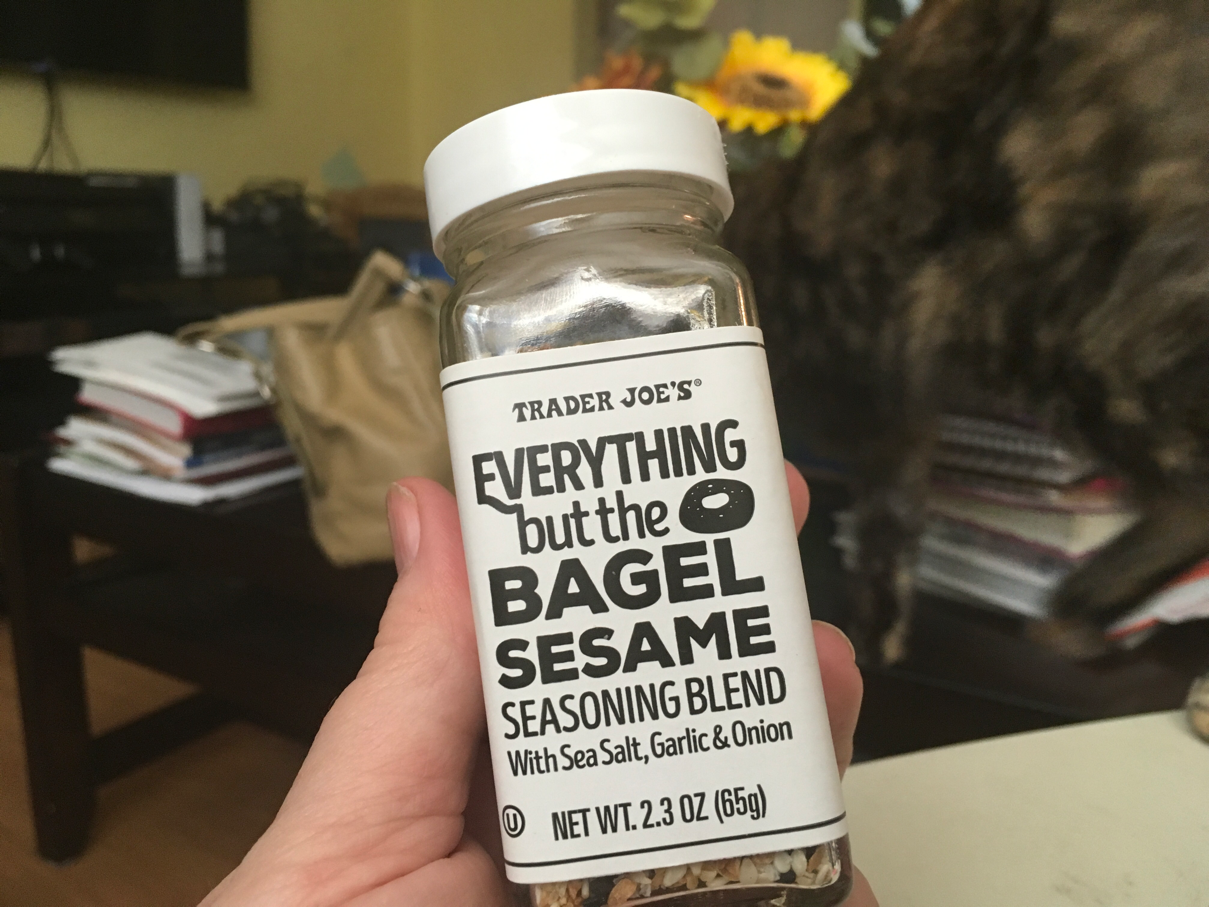 TRADER JOE'S®
EVERYTHING
but the
BAGEL
SESAME
SEASONING BLEND
With Sea Salt, Garlic & Onion
U
NET WT. 2.3 OZ (65g)